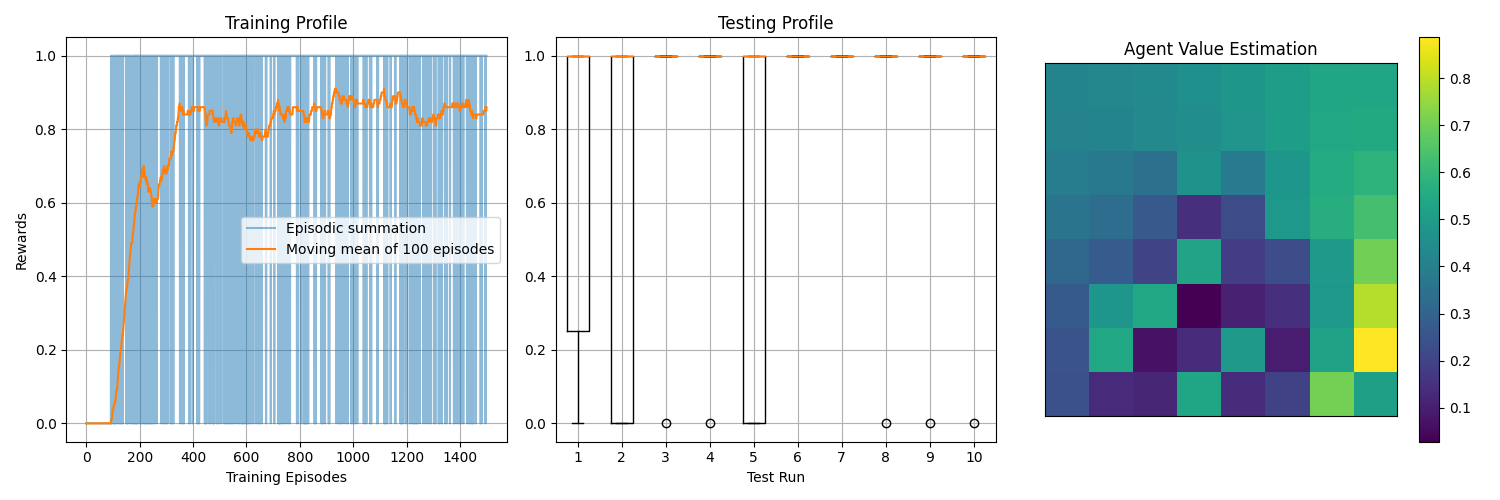 Training Profile
Rewards
1.0
0.8
0.6
0.4
0.2
0.0
Episodic summation
Moving mean of 100 episodes
0 200 400 600 800 1000 1200 1400
Training Episodes
Testing Profile
1.0
0.8
0.6
0.4
0.2
0.0
1 2 3 4 5 6 7 8 9 10
Test Run
Agent Value Estimation
0.8
0.7
0.6
0.5
0.4
0.3
0.2
0.1